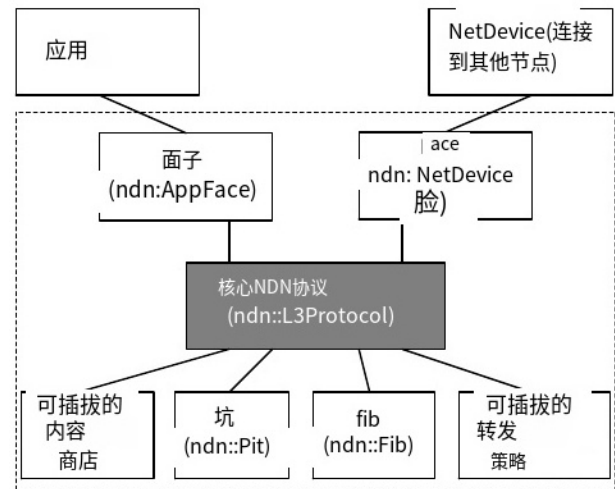 应用
NetDevice(连接
到其他节点)
面子
(ndn:AppFace)
ace
ndn: NetDevice
脸)
核心NDN协议
(ndn::L3Protocol)
可插拔的
内容
商店
坑
(ndn::Pit)
fib
(ndn::Fib)
可插拔的
转发
策略